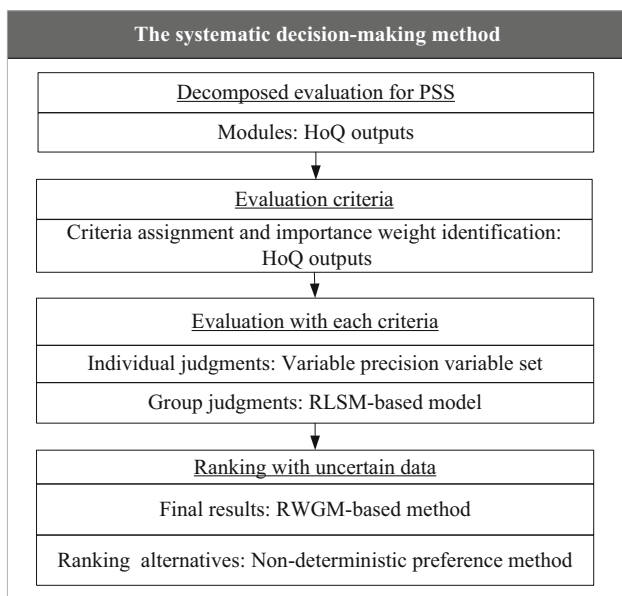 The systematic decision-making method
Decomposed evaluation for PSS
Modules: HoQ outputs
Evaluation criteria
Criteria assignment and importance weight identification:
HoQ outputs
Evaluation with each criteria
Individual judgments: Variable precision variable set
Group judgments: RLSM-based model
Ranking with uncertain data
Final results: RWGM-based method
Ranking alternatives: Non-deterministic preference method